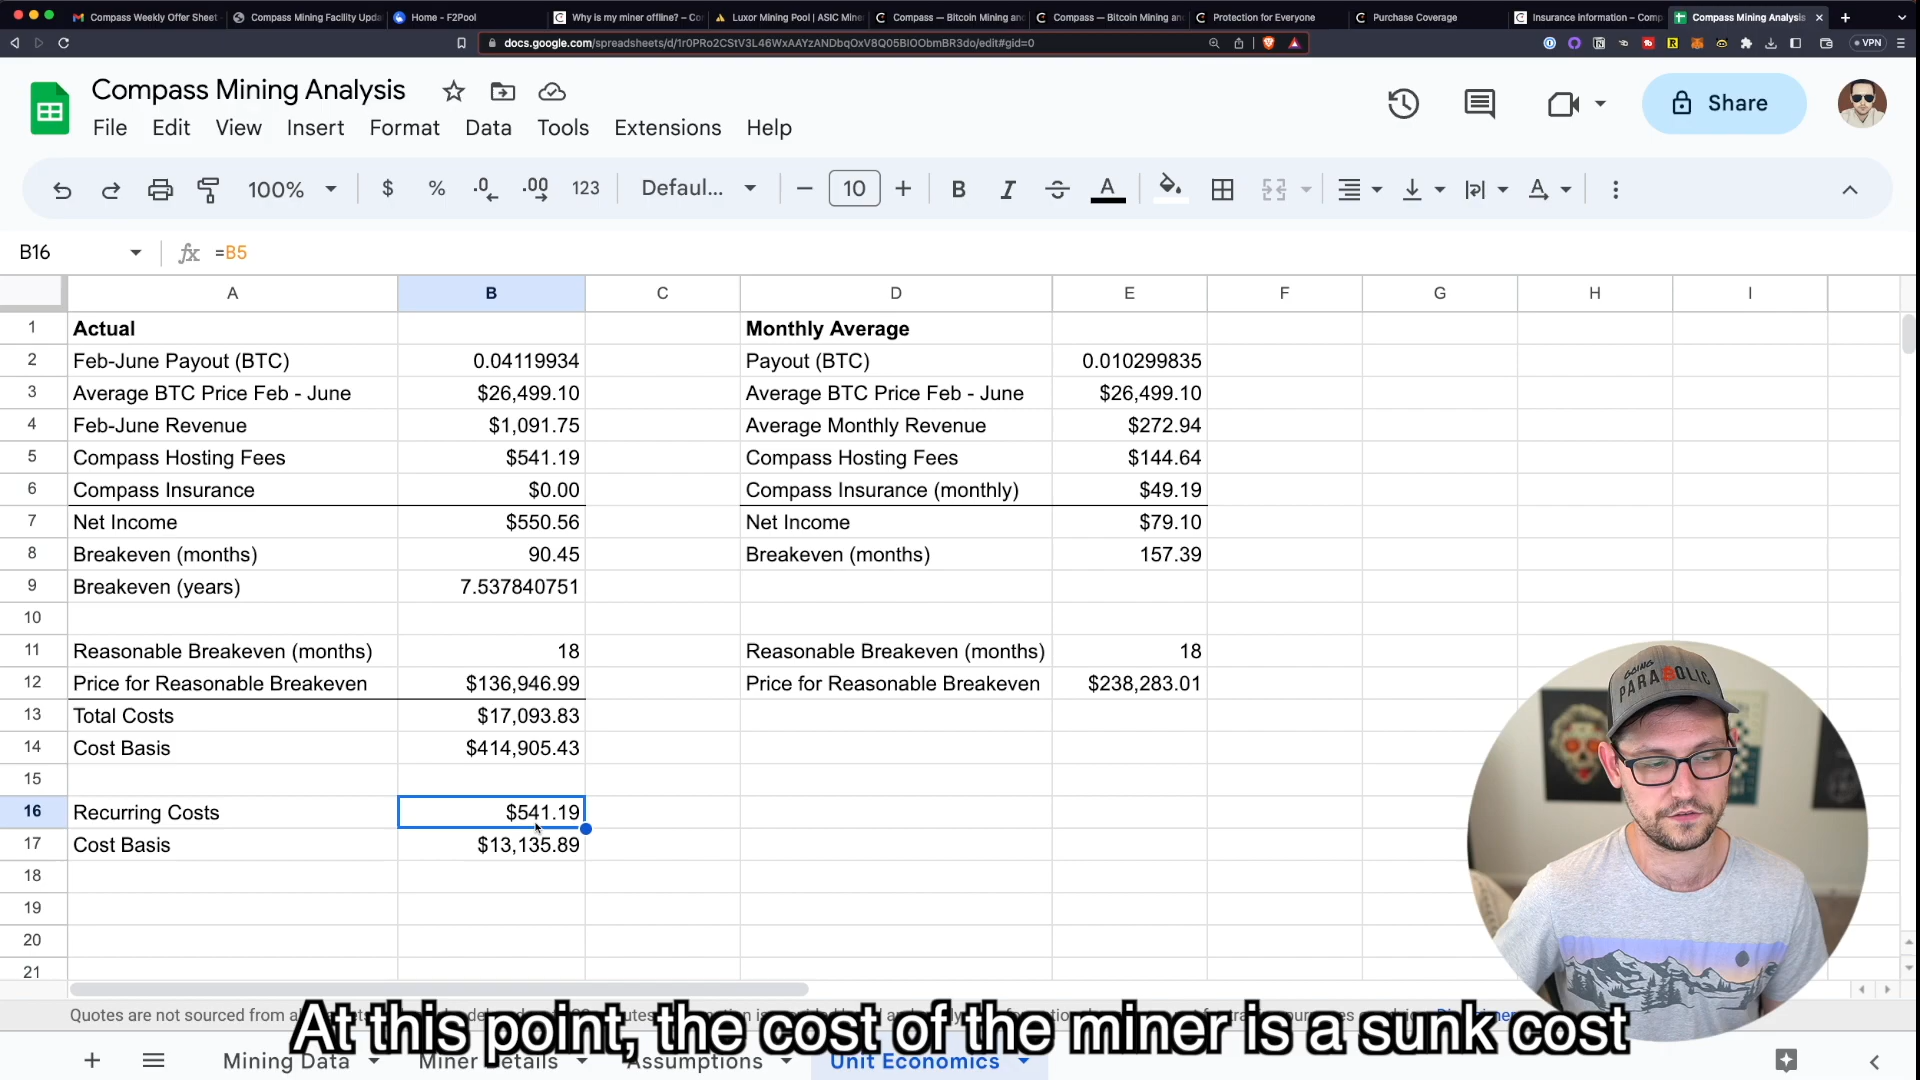 Compass Weekly Offer Sheet
Compass Mining Facility Upda
Home - F2Pool
Why is my miner offline? – Co
Luxor Mining Pool | ASIC Mine
Compass — Bitcoin Mining an
Compass — Bitcoin Mining an
Protection for Everyone
Purchase Coverage
Insurance Information – Comp
Compass Mining Analysis
VPN
Compass Mining Analysis
Share
File Edit View Insert Format Data Tools Extensions Help
100% $ % .0 .00 123 Defaul... 10 B I A
B16 fx =B5
A B C D E F G H I
1 Actual Monthly Average
2 Feb-June Payout (BTC) 0.04119934 Payout (BTC) 0.010299835
3 Average BTC Price Feb - June $26,499.10 Average BTC Price Feb - June $26,499.10
4 Feb-June Revenue $1,091.75 Average Monthly Revenue $272.94
5 Compass Hosting Fees $541.19 Compass Hosting Fees $144.64
6 Compass Insurance $0.00 Compass Insurance (monthly) $49.19
7 Net Income $550.56 Net Income $79.10
8 Breakeven (months) 90.45 Breakeven (months) 157.39
9 Breakeven (years) 7.537840751
10
11 Reasonable Breakeven (months) 18 Reasonable Breakeven (months) 18
12 Price for Reasonable Breakeven $136,946.99 Price for Reasonable Breakeven $238,283.01
13 Total Costs $17,093.83
14 Cost Basis $414,905.43
15
16 Recurring Costs $541.19
17 Cost Basis $13,135.89
18
19
20
21
GOING PARABOLIC
Quotes are not sourced from
At this point, the cost of the miner is a sunk cost
Mining Data Miner Details Assumptions Unit Economics